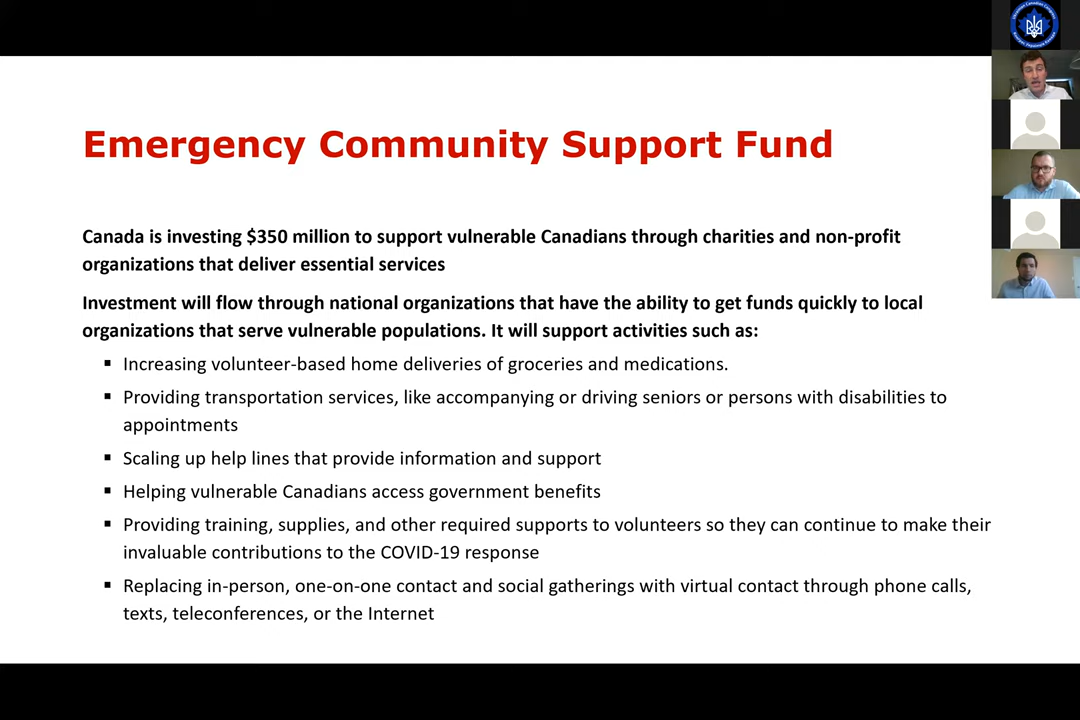 Emergency Community Support Fund
Canada is investing $350 million to support vulnerable Canadians through charities and non-profit
organizations that deliver essential services
Investment will flow through national organizations that have the ability to get funds quickly to local
organizations that serve vulnerable populations. It will support activities such as:
▪ Increasing volunteer-based home deliveries of groceries and medications.
▪ Providing transportation services, like accompanying or driving seniors or persons with disabilities to
appointments
▪ Scaling up help lines that provide information and support
▪ Helping vulnerable Canadians access government benefits
▪ Providing training, supplies, and other required supports to volunteers so they can continue to make their
invaluable contributions to the COVID-19 response
▪ Replacing in-person, one-on-one contact and social gatherings with virtual contact through phone calls,
texts, teleconferences, or the Internet